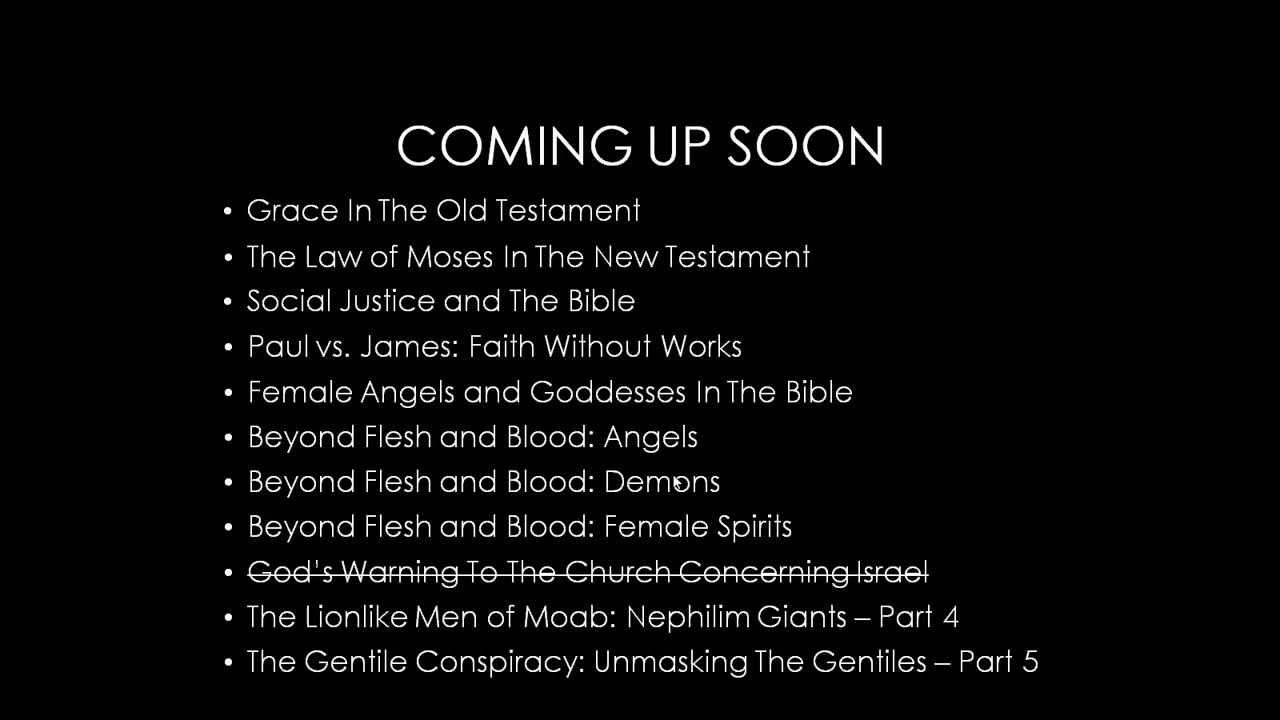 COMING UP SOON
• Grace In The Old Testament
• The Law of Moses In The New Testament
• Social Justice and The Bible
• Paul vs. James: Faith Without Works
• Female Angels and Goddesses In The Bible
• Beyond Flesh and Blood: Angels
• Beyond Flesh and Blood: Demons
• Beyond Flesh and Blood: Female Spirits
• God's Warning To The Church Concerning Israel
• The Lionlike Men of Moab: Nephilim Giants – Part 4
• The Gentile Conspiracy: Unmasking The Gentiles – Part 5